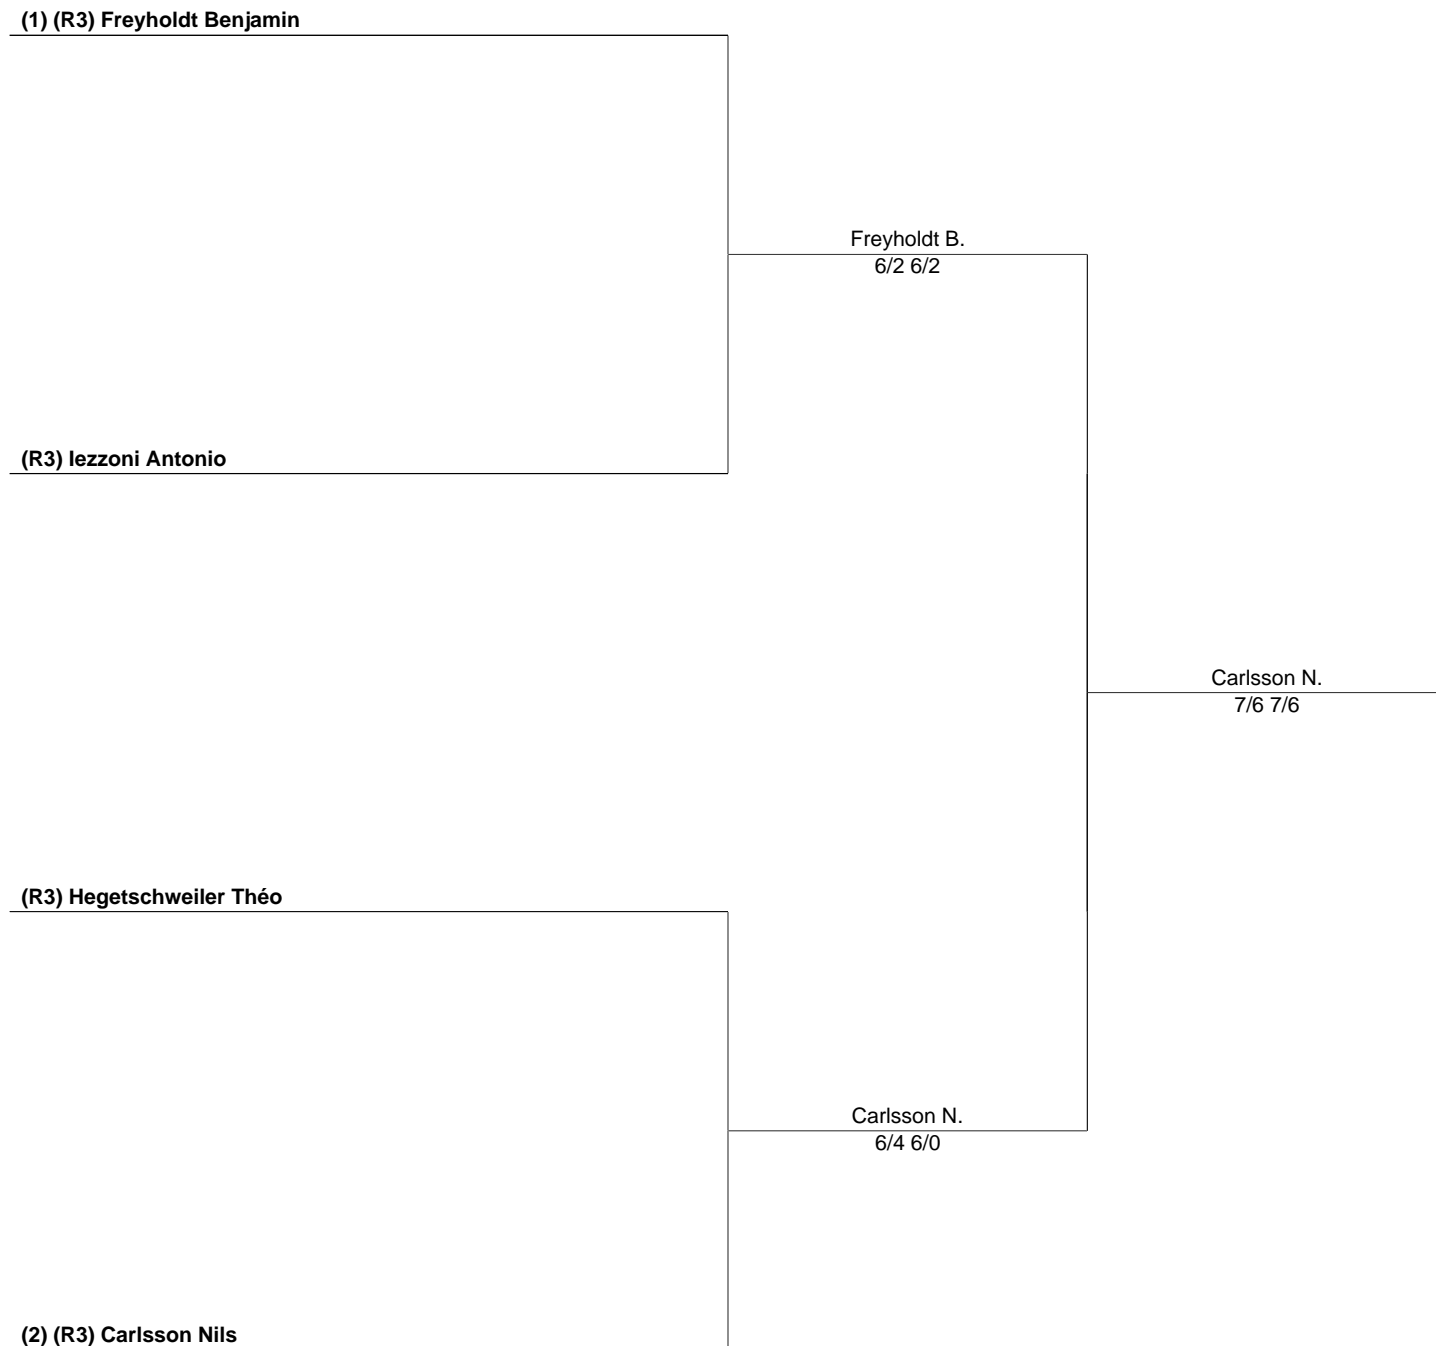 (1) (R3) Freyholdt Benjamin
Freyholdt B.
6/2 6/2
(R3) Iezzoni Antonio
Carlsson N.
7/6 7/6
(R3) Hegetschweiler Théo
Carlsson N.
6/4 6/0
(2) (R3) Carlsson Nils